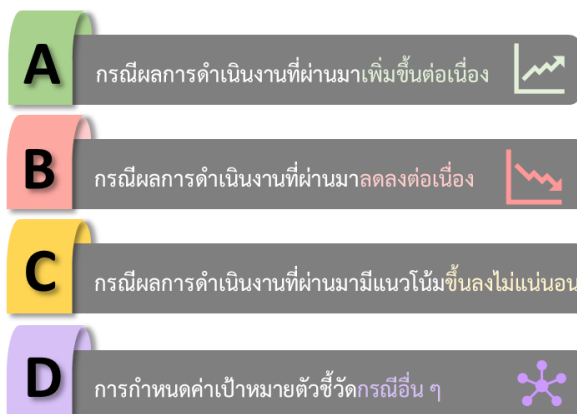 A
กรณีผลการดำเนินงานที่ผ่านมาเพิ่มขึ้นต่อเนื่อง
B
กรณีผลการดำเนินงานที่ผ่านมาลดลงต่อเนื่อง
C
กรณีผลการดำเนินงานที่ผ่านมามีแนวโน้มขึ้นลงไม่แน่นอน
D
การกำหนดค่าเป้าหมายตัวชี้วัดกรณีอื่น ๆ